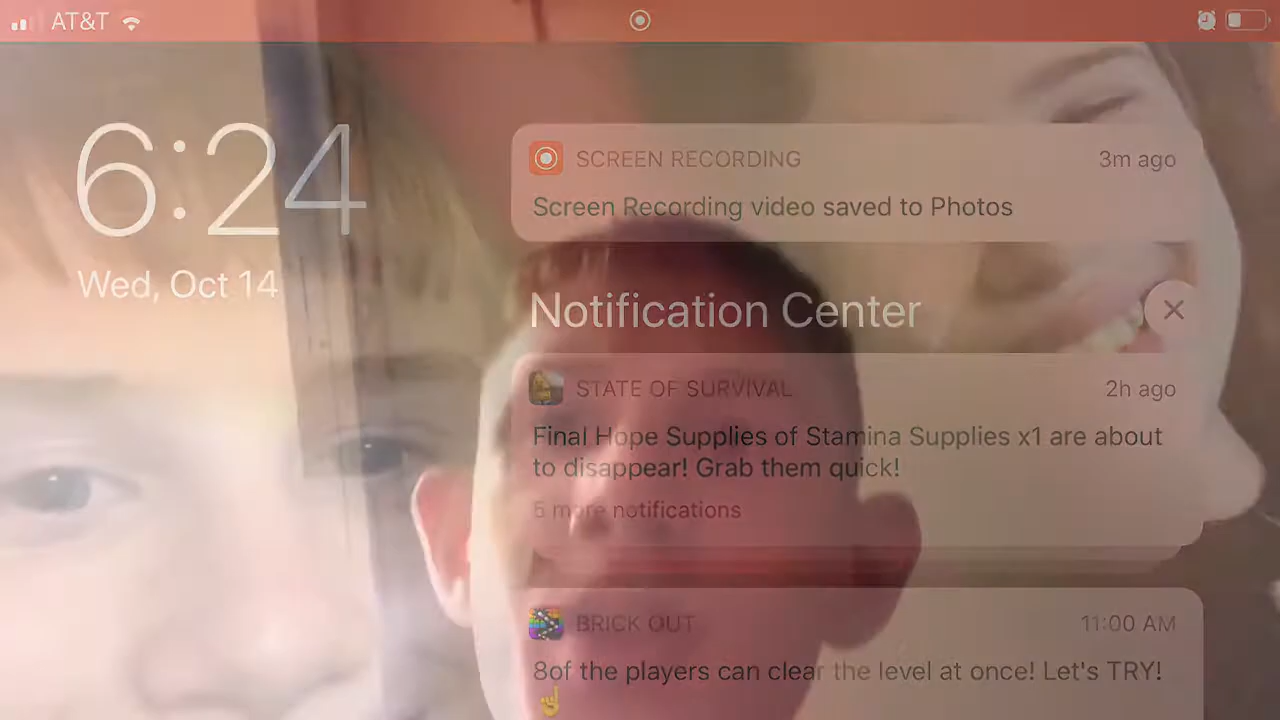 AT&T
6:24
Wed, Oct 14
SCREEN RECORDING 3m ago
Screen Recording video saved to Photos
Notification Center
STATE OF SURVIVAL 2h ago
Final Hope Supplies of Stamina Supplies x1 are about
to disappear! Grab them quick!
5 more notifications
BRICK OUT 11:00 AM
8of the players can clear the level at once! Let's TRY!
☝